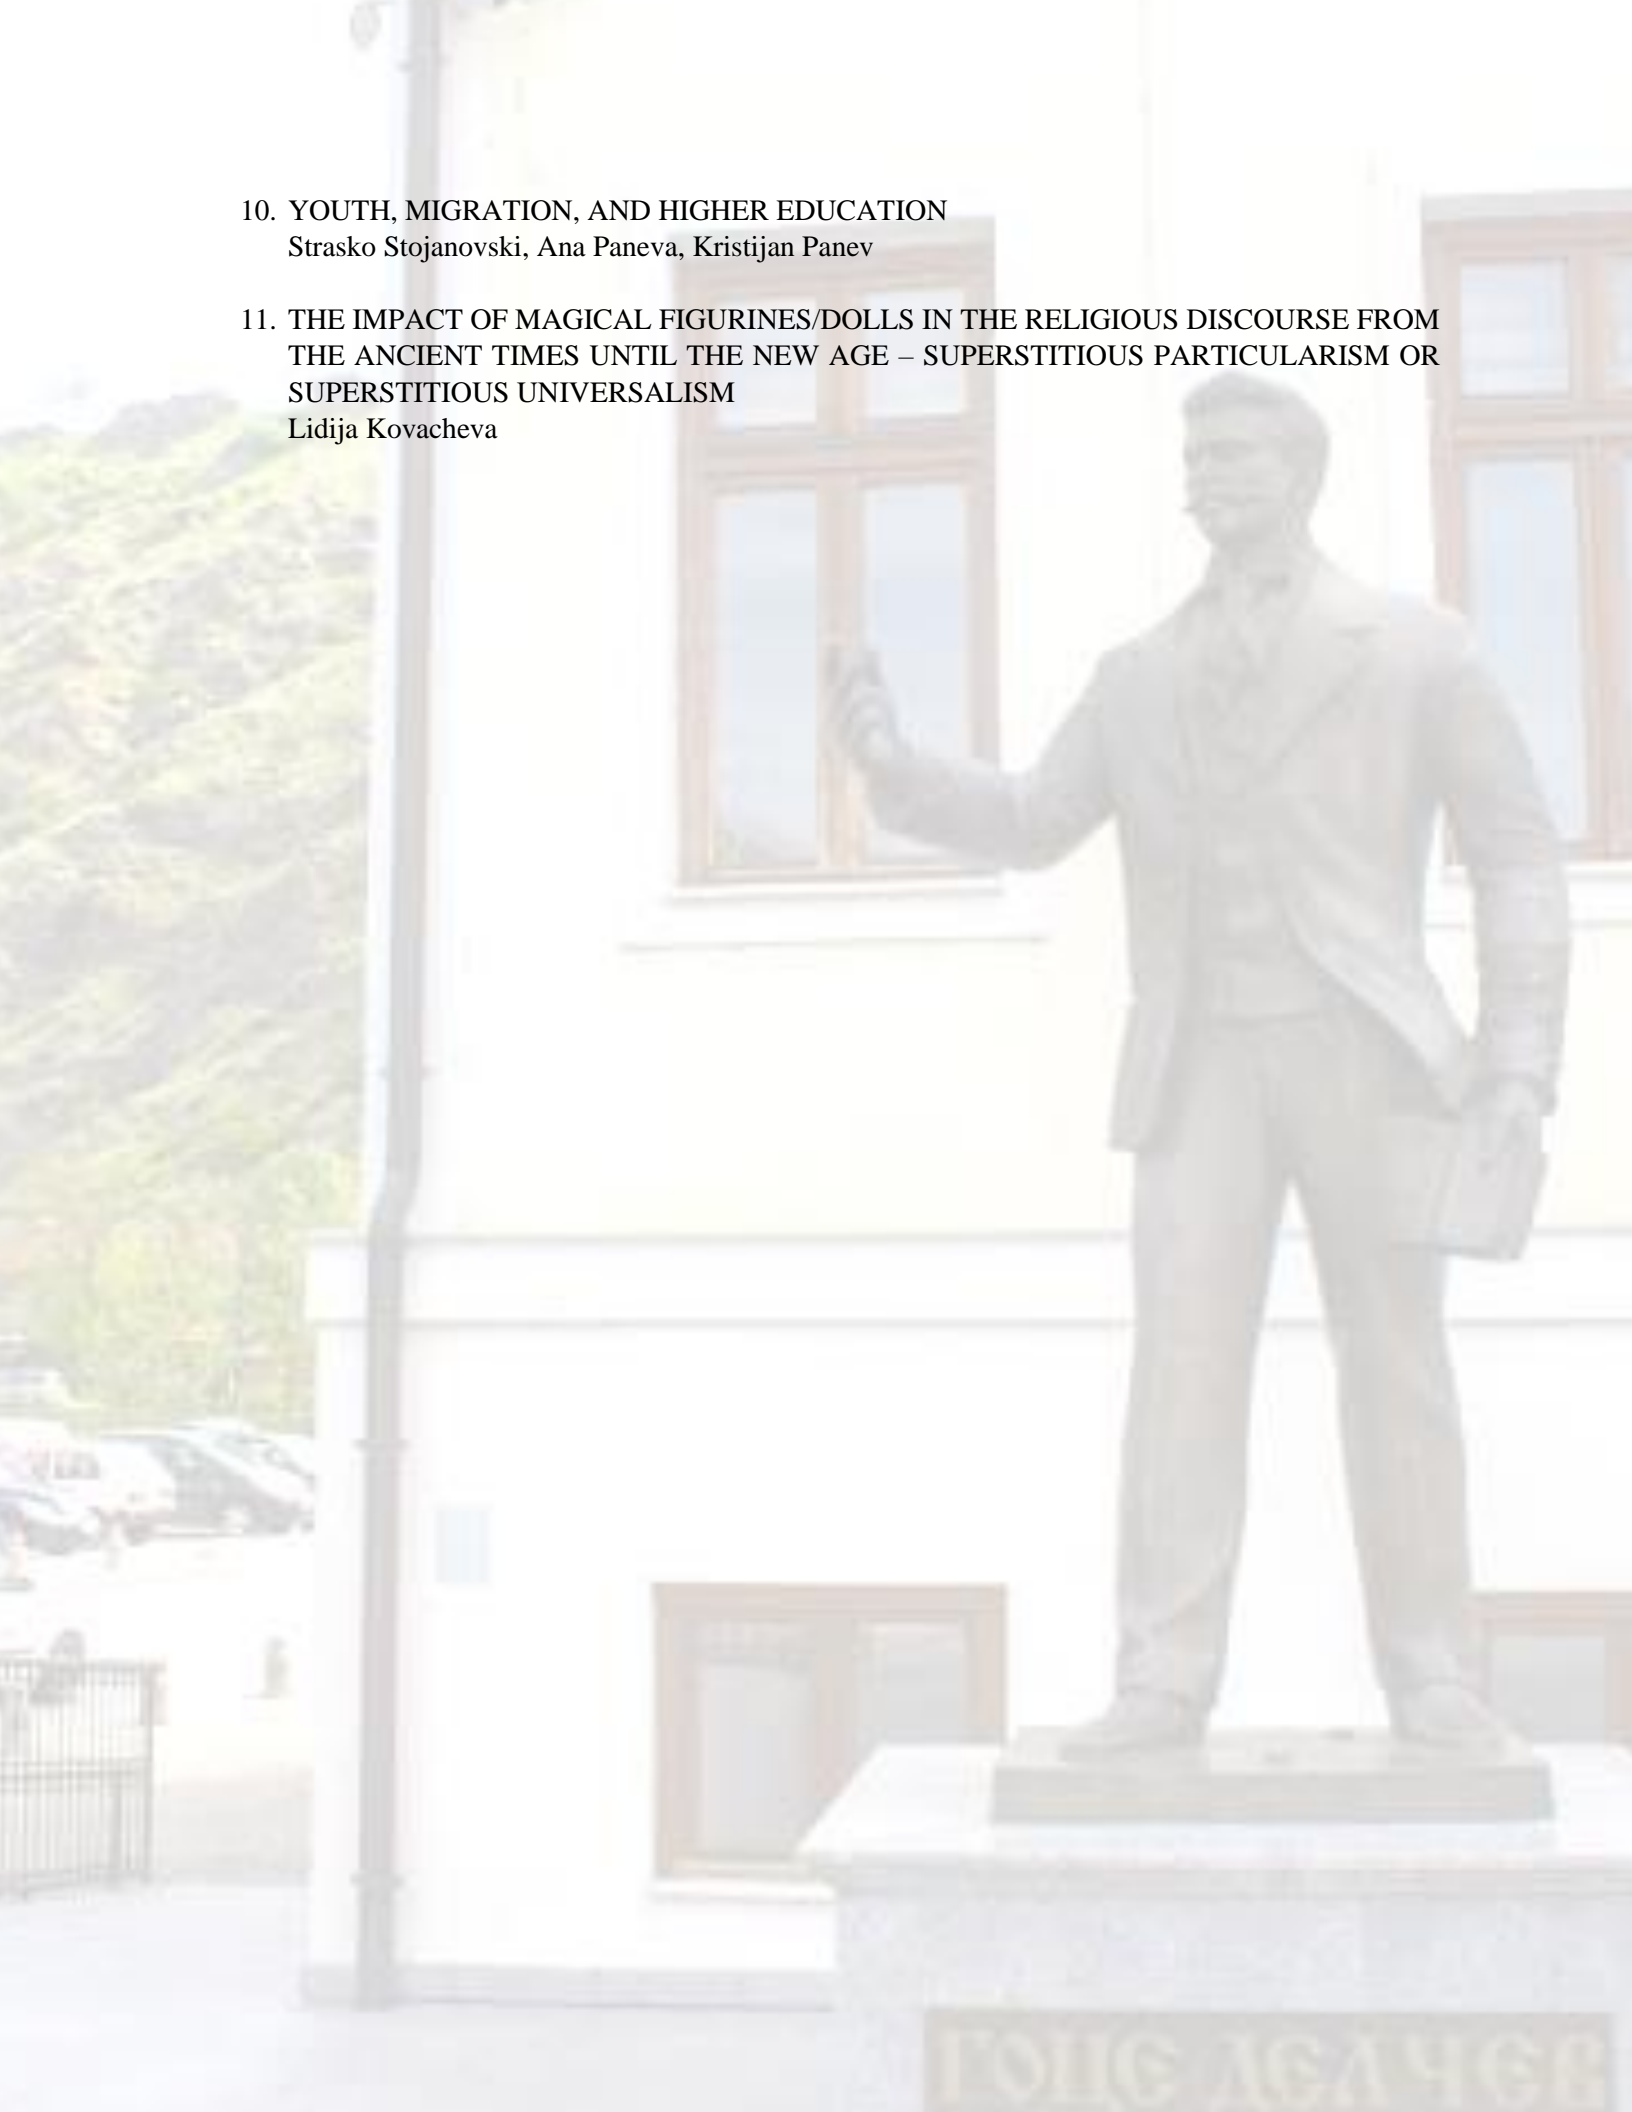 10. YOUTH, MIGRATION, AND HIGHER EDUCATION
Strasko Stojanovski, Ana Paneva, Kristijan Panev
11. THE IMPACT OF MAGICAL FIGURINES/DOLLS IN THE RELIGIOUS DISCOURSE FROM
THE ANCIENT TIMES UNTIL THE NEW AGE – SUPERSTITIOUS PARTICULARISM OR
SUPERSTITIOUS UNIVERSALISM
Lidija Kovacheva
ГОЦЕ ДЕЛЧЕВ